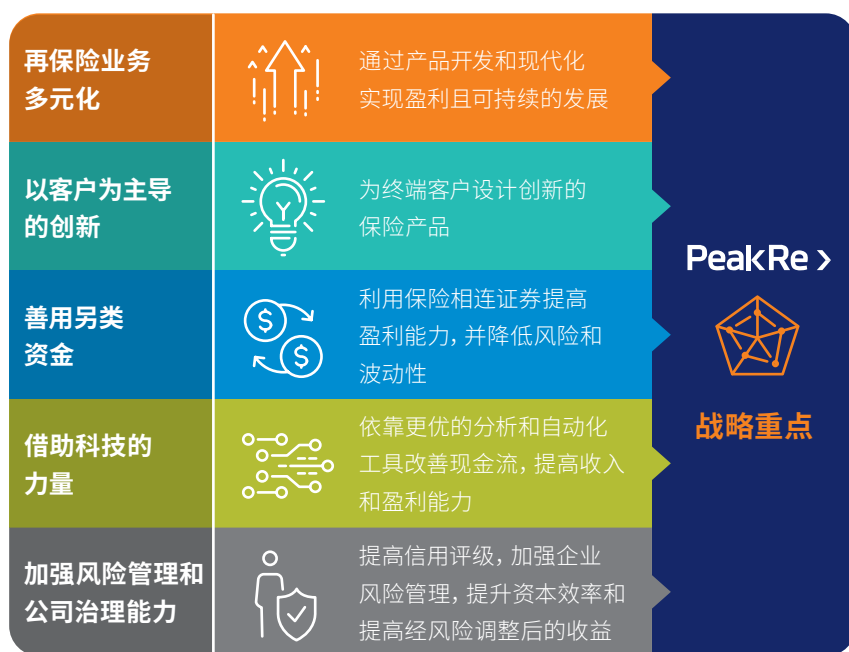 再保险业务
多元化
通过产品开发和现代化
实现盈利且可持续的发展
以客户为主导
的创新
为终端客户设计创新的
保险产品
善用另类
资金
利用保险相连证券提高
盈利能力，并降低风险和
波动性
借助科技的
力量
依靠更优的分析和自动化
工具改善现金流，提高收入
和盈利能力
加强风险管理和
公司治理能力
提高信用评级，加强企业
风险管理，提升资本效率和
提高经风险调整后的收益
PeakRe
战略重点